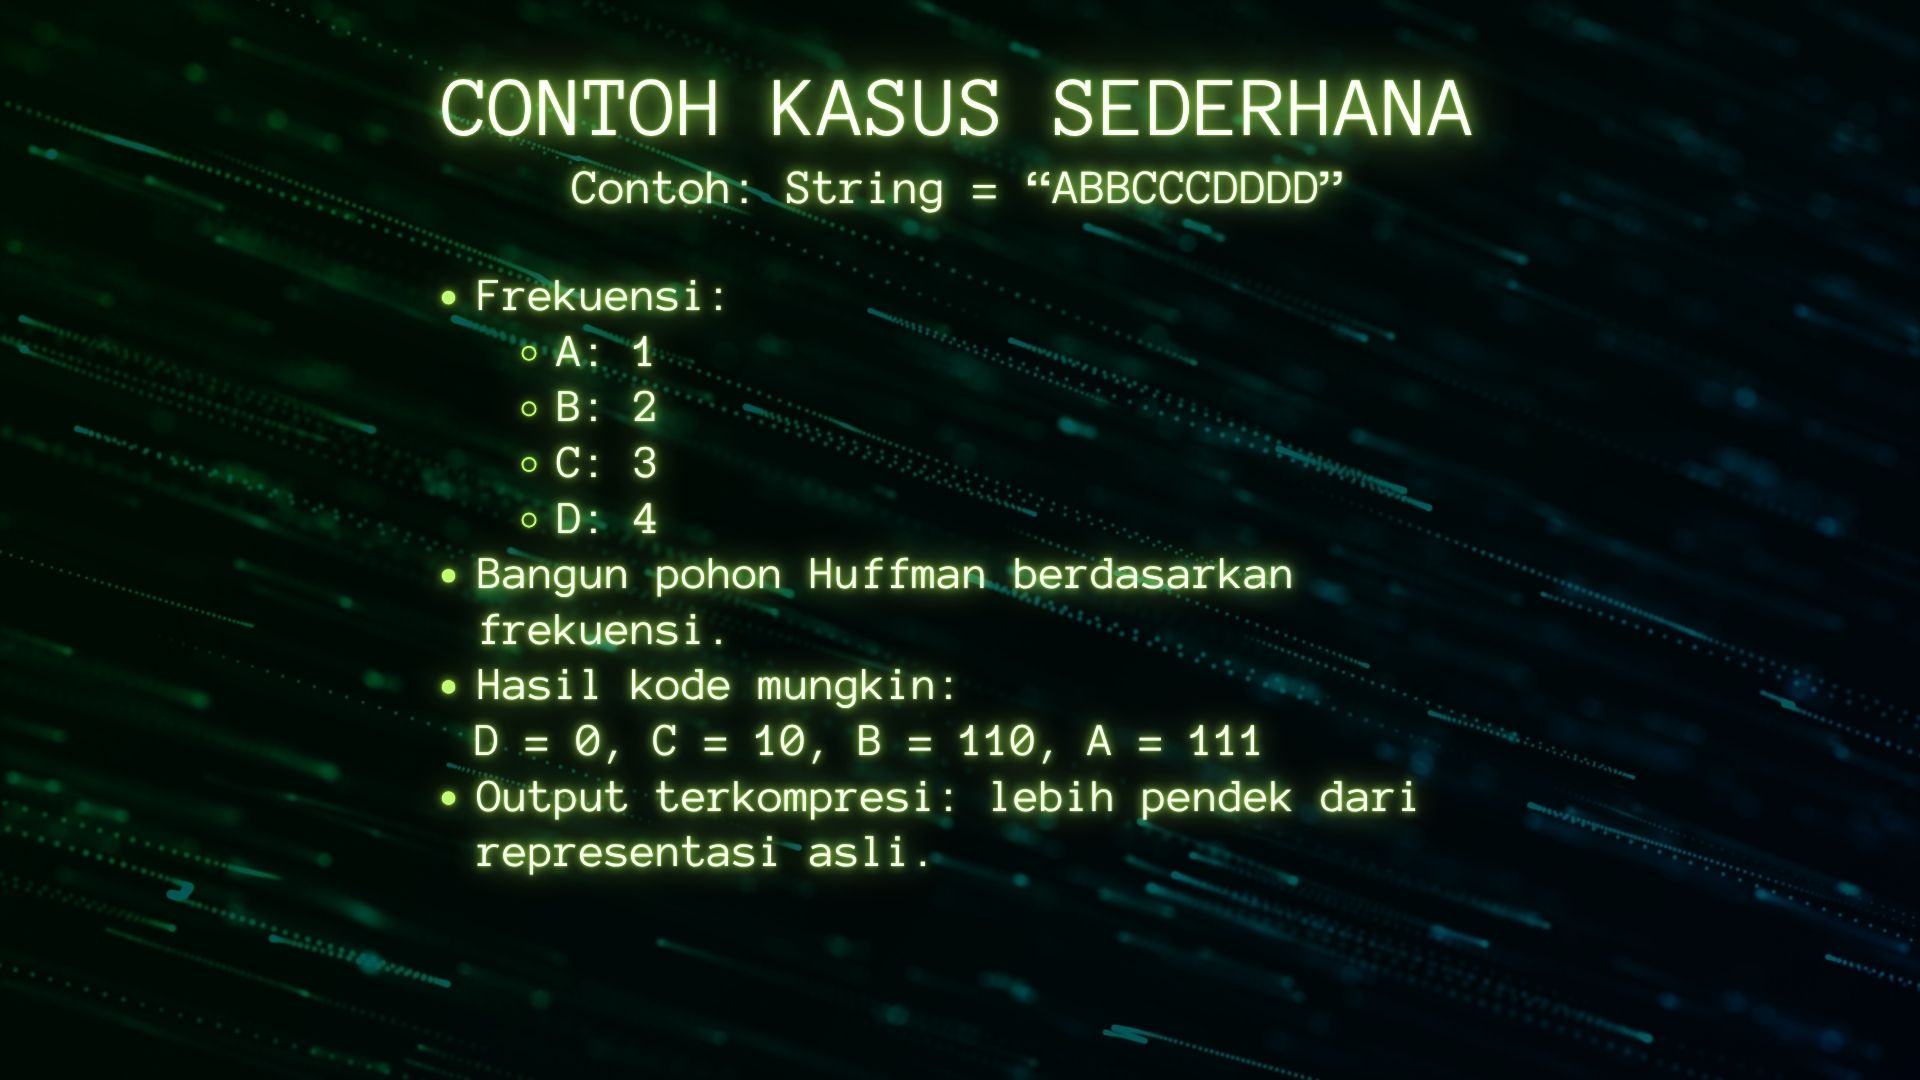 CONTOH KASUS SEDERHANA
Contoh: String = “ABBCCCDDDD”
• Frekuensi:
○ A: 1
○ B: 2
○ C: 3
○ D: 4
• Bangun pohon Huffman berdasarkan
frekuensi.
• Hasil kode mungkin:
D = 0, C = 10, B = 110, A = 111
• Output terkompresi: lebih pendek dari
representasi asli.